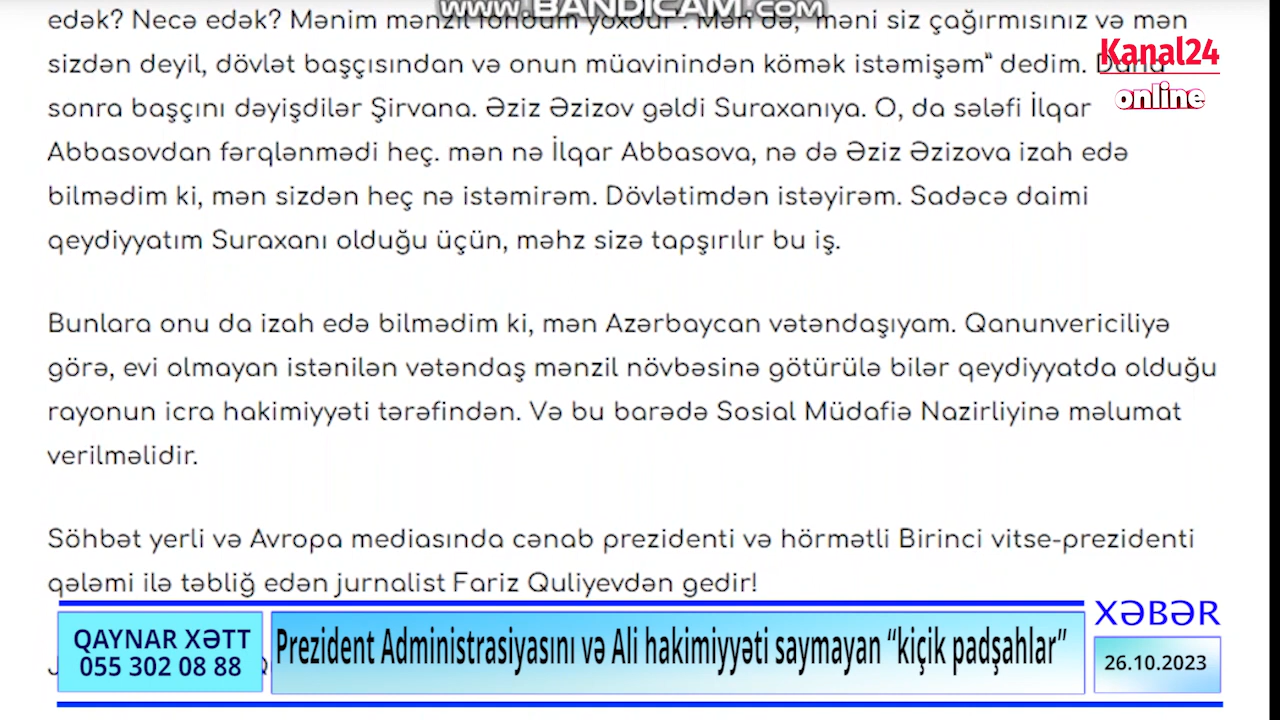 www.BANDICAM.com
edək? Necə edək? Mənim mənzil fondum yoxdur". Mən də, "məni siz çağırmısınız və mən
sizdən deyil, dövlət başçısından və onun müavinindən kömək istəmişəm" dedim. Daha
sonra başçını dəyişdilər Şirvana. Əziz Əzizov gəldi Suraxanıya. O, da sələfi İlqar
Abbasovdan fərqlənmədi heç. mən nə İlqar Abbasova, nə də Əziz Əzizova izah edə
bilmədim ki, mən sizdən heç nə istəmirəm. Dövlətimdən istəyirəm. Sadəcə daimi
qeydiyyatım Suraxanı olduğu üçün, məhz sizə tapşırılır bu iş.
Bunlara onu da izah edə bilmədim ki, mən Azərbaycan vətəndaşıyam. Qanunvericiliyə
görə, evi olmayan istənilən vətəndaş mənzil növbəsinə götürülə bilər qeydiyyatda olduğu
rayonun icra hakimiyyəti tərəfindən. Və bu barədə Sosial Müdafiə Nazirliyinə məlumat
verilməlidir.
Söhbət yerli və Avropa mediasında cənab prezidenti və hörmətli Birinci vitse-prezidenti
qələmi ilə təbliğ edən jurnalist Fariz Quliyevdən gedir!
Kanal24
online
QAYNAR XƏTT
055 302 08 88
Prezident Administrasiyasını və Ali hakimiyyəti saymayan "kiçik padşahlar"
XƏBƏR
26.10.2023